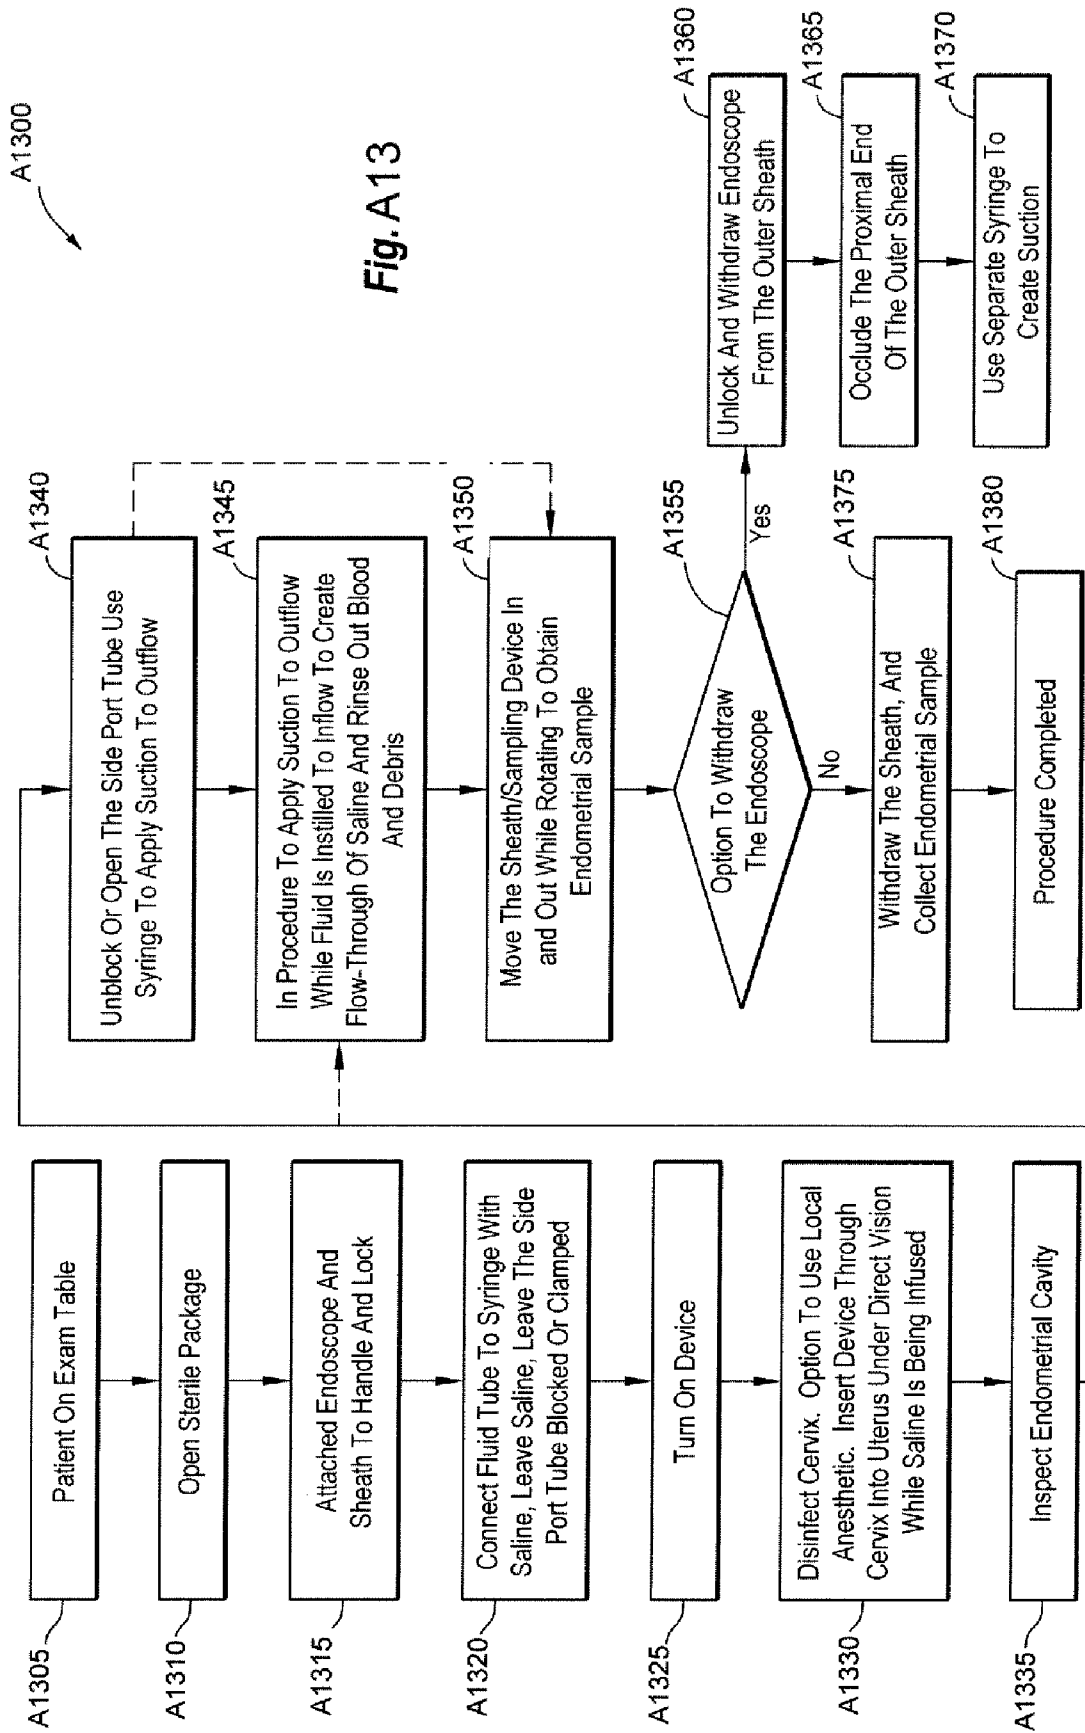 A1300
Fig. A13
A1305
Patient On Exam Table
A1310
Open Sterile Package
A1315
Attached Endoscope And
Sheath To Handle And Lock
A1320
Connect Fluid Tube To Syringe With
Saline, Leave Saline, Leave The Side
Port Tube Blocked Or Clamped
A1325
Turn On Device
A1330
Disinfect Cervix. Option To Use Local
Anesthetic. Insert Device Through
Cervix Into Uterus Under Direct Vision
While Saline Is Being Infused
A1335
Inspect Endometrial Cavity
A1340
Unblock Or Open The Side Port Tube Use
Syringe To Apply Suction To Outflow
A1345
In Procedure To Apply Suction To Outflow
While Fluid Is Instilled To Inflow To Create
Flow-Through Of Saline And Rinse Out Blood
And Debris
A1350
Move The Sheath/Sampling Device In
and Out While Rotating To Obtain
Endometrial Sample
A1355
Option To Withdraw
The Endoscope
Yes
No
A1360
Unlock And Withdraw Endoscope
From The Outer Sheath
A1365
Occlude The Proximal End
Of The Outer Sheath
A1370
Use Separate Syringe To
Create Suction
A1375
Withdraw The Sheath, And
Collect Endometrial Sample
A1380
Procedure Completed